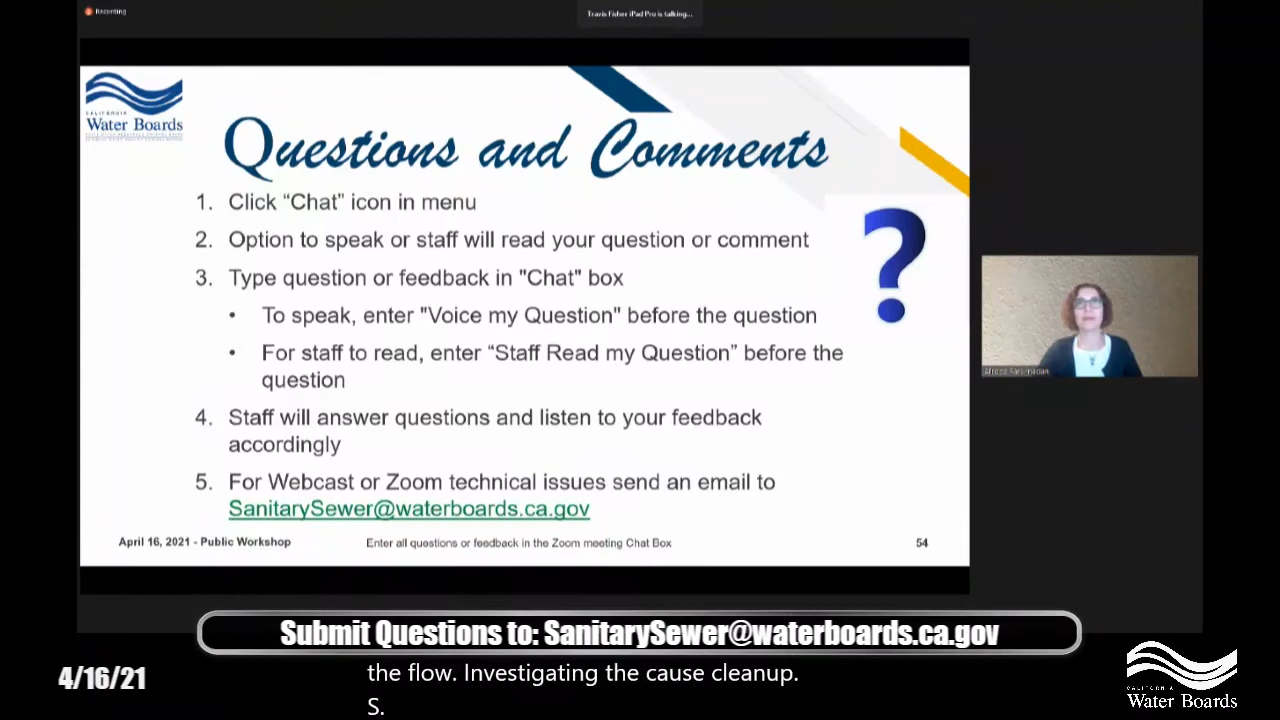 Recording
Travis Fisher iPad Pro is talking...
CALIFORNIA
Water Boards
Questions and Comments
1. Click “Chat” icon in menu
2. Option to speak or staff will read your question or comment
3. Type question or feedback in "Chat" box
• To speak, enter "Voice my Question" before the question
• For staff to read, enter “Staff Read my Question” before the
question
4. Staff will answer questions and listen to your feedback
accordingly
5. For Webcast or Zoom technical issues send an email to
SanitarySewer@waterboards.ca.gov
April 16, 2021 - Public Workshop
Enter all questions or feedback in the Zoom meeting Chat Box
54
Submit Questions to: SanitarySewer@waterboards.ca.gov
4/16/21
the flow. Investigating the cause cleanup.
S.
CALIFORNIA
Water Boards